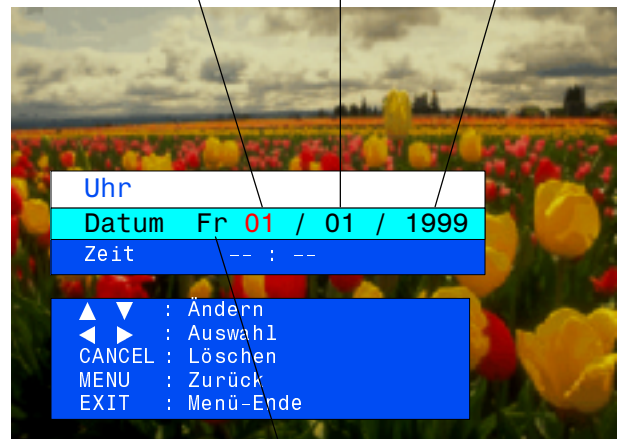 Uhr
Datum Fr 01 / 01 / 1999
Zeit -- : --
▲ ▼ : Ändern
◀ ▶ : Auswahl
CANCEL : Löschen
MENU : Zurück
EXIT : Menü-Ende